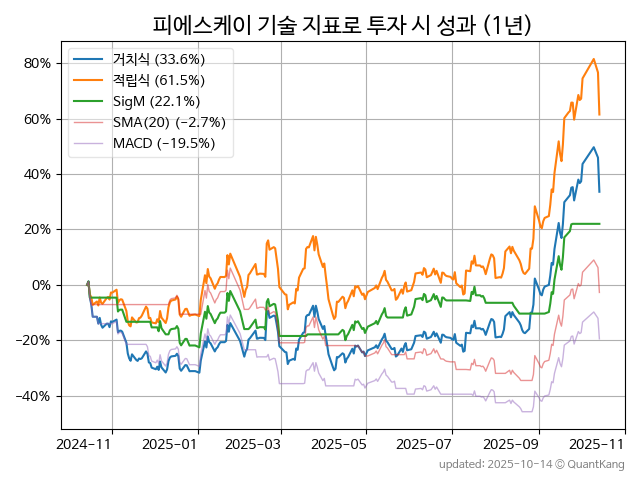 피에스케이 기술 지표로 투자 시 성과 (1년)
거치식 (33.6%)
적립식 (61.5%)
SigM (22.1%)
SMA(20) (−2.7%)
MACD (−19.5%)
80%
60%
40%
20%
0%
−20%
−40%
2024−11 2025−01 2025−03 2025−05 2025−07 2025−09 2025−11
updated: 2025-10-14 © QuantKang